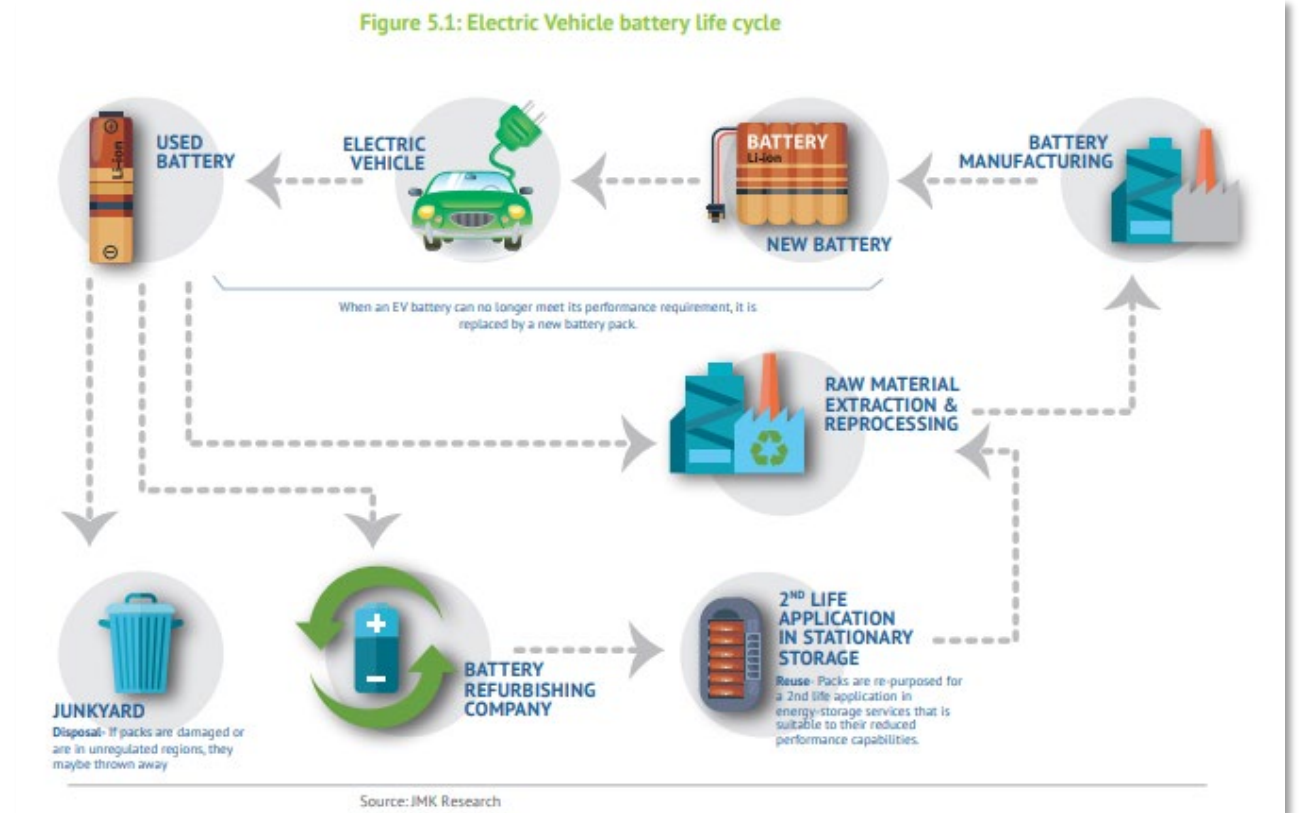 Figure 5.1: Electric Vehicle battery life cycle
Li-ion
USED
BATTERY
ELECTRIC
VEHICLE
BATTERY
Li-ion
NEW BATTERY
BATTERY
MANUFACTURING
When an EV battery can no longer meet its performance requirement, it is
replaced by a new battery pack.
RAW MATERIAL
EXTRACTION &
REPROCESSING
JUNKYARD
Disposal- If packs are damaged or
are in unregulated regions, they
maybe thrown away
BATTERY
REFURBISHING
COMPANY
2ND LIFE
APPLICATION
IN STATIONARY
STORAGE
Reuse- Packs are re-purposed for
a 2nd life application in
energy-storage services that is
suitable to their reduced
performance capabilities.
Source: JMK Research